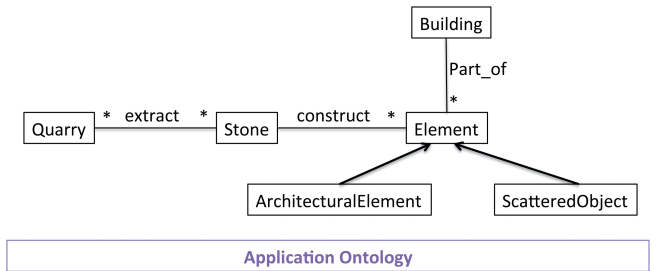 Building
Part_of
*
* extract * construct *
Quarry Stone Element
ArchitecturalElement ScatteredObject
Application Ontology